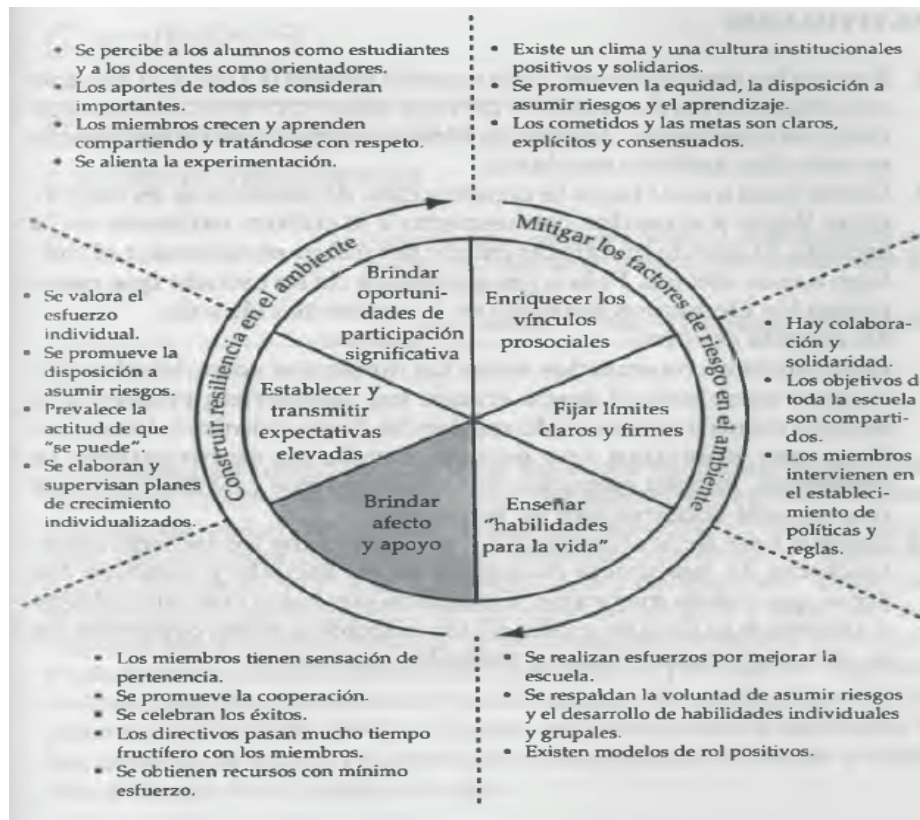 • Se percibe a los alumnos como estudiantes
y a los docentes como orientadores.
• Los aportes de todos se consideran
importantes.
• Los miembros crecen y aprenden
compartiendo y tratándose con respeto.
• Se alienta la experimentación.
• Existe un clima y una cultura institucionales
positivos y solidarios.
• Se promueven la equidad, la disposición a
asumir riesgos y el aprendizaje.
• Los cometidos y las metas son claros,
explícitos y consensuados.
Construir resiliencia en el ambiente
Mitigar los factores de riesgo en el ambiente
Brindar
oportuni-
dades de
participación
significativa
Enriquecer los
vínculos
prosociales
• Se valora el
esfuerzo
individual.
• Se promueve la
disposición a
asumir riesgos.
• Prevalece la
actitud de que
"se puede".
• Se elaboran y
supervisan planes
de crecimiento
individualizados.
Establecer y
transmitir
expectativas
elevadas
Fijar límites
claros y firmes
• Hay colabora-
ción y
solidaridad.
• Los objetivos d
toda la escuela
son comparti-
dos.
• Los miembros
intervienen en
el estableci-
miento de
políticas y
reglas.
Brindar
afecto
y apoyo
Enseñar
"habilidades
para la vida"
• Los miembros tienen sensación de
pertenencia.
• Se promueve la cooperación.
• Se celebran los éxitos.
• Los directivos pasan mucho tiempo
fructífero con los miembros.
• Se obtienen recursos con mínimo
esfuerzo.
• Se realizan esfuerzos por mejorar la
escuela.
• Se respaldan la voluntad de asumir riesgos
y el desarrollo de habilidades individuales
y grupales.
• Existen modelos de rol positivos.